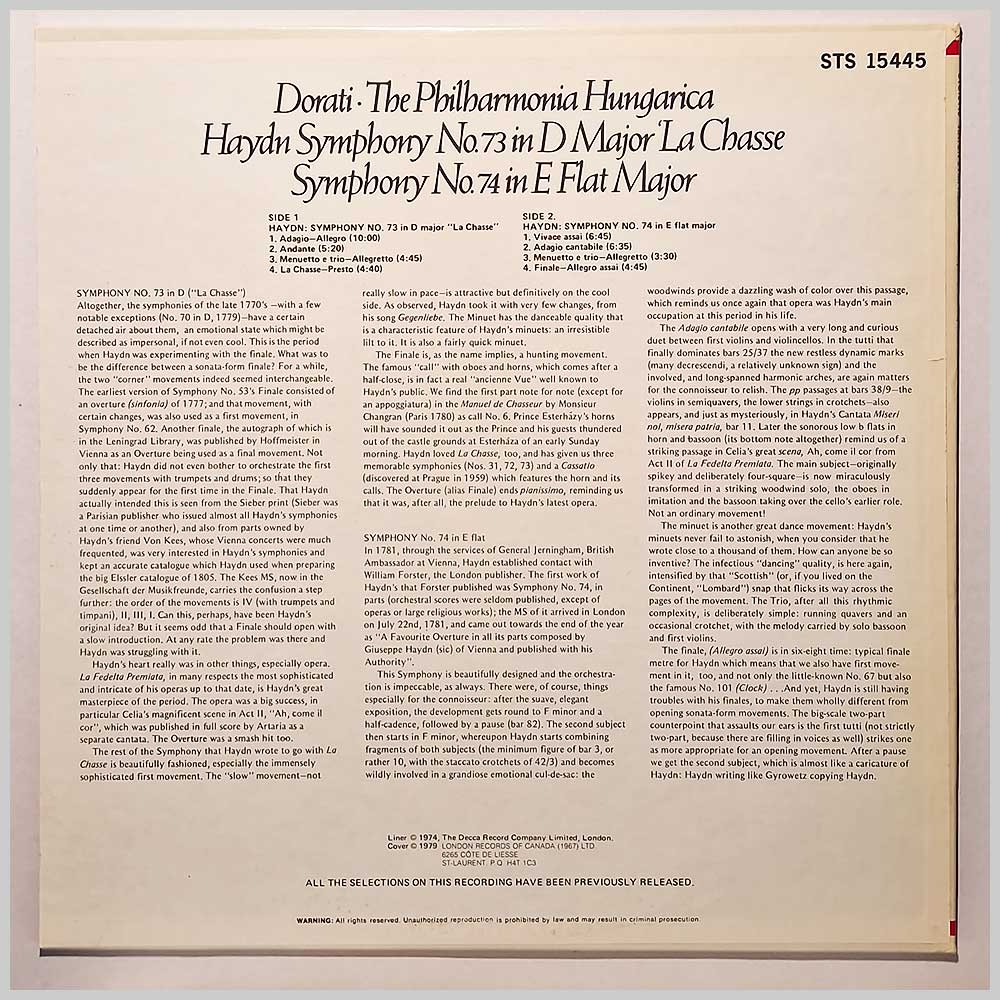 STS 15445
Dorati · The Philharmonia Hungarica
Haydn Symphony No.73 in D Major 'La Chasse
Symphony No.74 in E Flat Major
SIDE 1
HAYDN: SYMPHONY NO. 73 in D major "La Chasse"
1. Adagio—Allegro (10:00)
2. Andante (5:20)
3. Menuetto e trio—Allegretto (4:45)
4. La Chasse—Presto (4:40)
SIDE 2.
HAYDN: SYMPHONY NO. 74 in E flat major
1. Vivace assai (6:45)
2. Adagio cantabile (6:35)
3. Menuetto e trio—Allegretto (3:30)
4. Finale—Allegro assai (4:45)
SYMPHONY NO. 73 in D ("La Chasse")
Altogether, the symphonies of the late 1770's —with a few
notable exceptions (No. 70 in D, 1779)—have a certain
detached air about them, an emotional state which might be
described as impersonal, if not even cool. This is the period
when Haydn was experimenting with the finale. What was to
be the difference between a sonata-form finale? For a while,
the two "corner" movements indeed seemed interchangeable.
The earliest version of Symphony No. 53's Finale consisted of
an overture (sinfonia) of 1777; and that movement, with
certain changes, was also used as a first movement, in
Symphony No. 62. Another finale, the autograph of which is
in the Leningrad Library, was published by Hoffmeister in
Vienna as an Overture being used as a final movement. Not
only that: Haydn did not even bother to orchestrate the first
three movements with trumpets and drums; so that they
suddenly appear for the first time in the Finale. That Haydn
actually intended this is seen from the Sieber print (Sieber was
a Parisian publisher who issued almost all Haydn's symphonies
at one time or another), and also from parts owned by
Haydn's friend Von Kees, whose Vienna concerts were much
frequented, was very interested in Haydn's symphonies and
kept an accurate catalogue which Haydn used when preparing
the big Elssler catalogue of 1805. The Kees MS, now in the
Gesellschaft der Musikfreunde, carries the confusion a step
further: the order of the movements is IV (with trumpets and
timpani), II, III, I. Can this, perhaps, have been Haydn's
original idea? But it seems odd that a Finale should open with
a slow introduction. At any rate the problem was there and
Haydn was struggling with it.
Haydn's heart really was in other things, especially opera.
La Fedelta Premiata, in many respects the most sophisticated
and intricate of his operas up to that date, is Haydn's great
masterpiece of the period. The opera was a big success, in
particular Celia's magnificent scene in Act II, "Ah, come il
cor", which was published in full score by Artaria as a
separate cantata. The Overture was a smash hit too.
The rest of the Symphony that Haydn wrote to go with La
Chasse is beautifully fashioned, especially the immensely
sophisticated first movement. The "slow" movement—not
really slow in pace—is attractive but definitively on the cool
side. As observed, Haydn took it with very few changes, from
his song Gegenliebe. The Minuet has the danceable quality that
is a characteristic feature of Haydn's minuets: an irresistible
lilt to it. It is also a fairly quick minuet.
The Finale is, as the name implies, a hunting movement.
The famous "call" with oboes and horns, which comes after a
half-close, is in fact a real "ancienne Vue" well known to
Haydn's public. We find the first part note for note (except for
an appoggiatura) in the Manuel de Chasseur by Monsieur
Changran (Paris 1780) as call No. 6. Prince Esterházy's horns
will have sounded it out as the Prince and his guests thundered
out of the castle grounds at Esterháza of an early Sunday
morning. Haydn loved La Chasse, too, and has given us three
memorable symphonies (Nos. 31, 72, 73) and a Cassatio
(discovered at Prague in 1959) which features the horn and its
calls. The Overture (alias Finale) ends pianissimo, reminding us
that it was, after all, the prelude to Haydn's latest opera.
SYMPHONY No. 74 in E flat
In 1781, through the services of General Jerningham, British
Ambassador at Vienna, Haydn established contact with
William Forster, the London publisher. The first work of
Haydn's that Forster published was Symphony No. 74, in
parts (orchestral scores were seldom published, except of
operas or large religious works); the MS of it arrived in London
on July 22nd, 1781, and came out towards the end of the year
as "A Favourite Overture in all its parts composed by
Giuseppe Haydn (sic) of Vienna and published with his
Authority".
This Symphony is beautifully designed and the orchestra-
tion is impeccable, as always. There were, of course, things
especially for the connoisseur: after the suave, elegant
exposition, the development gets round to F minor and a
half-cadence, followed by a pause (bar 82). The second subject
then starts in F minor, whereupon Haydn starts combining
fragments of both subjects (the minimum figure of bar 3, or
rather 10, with the staccato crotchets of 42/3) and becomes
wildly involved in a grandiose emotional cul-de-sac: the
woodwinds provide a dazzling wash of color over this passage,
which reminds us once again that opera was Haydn's main
occupation at this period in his life.
The Adagio cantabile opens with a very long and curious
duet between first violins and violincellos. In the tutti that
finally dominates bars 25/37 the new restless dynamic marks
(many decrescendi, a relatively unknown sign) and the
involved, and long-spanned harmonic arches, are again matters
for the connoisseur to relish. The pp passages at bars 38/9—the
violins in semiquavers, the lower strings in crotchets—also
appears, and just as mysteriously, in Haydn's Cantata Miseri
noi, misera patria, bar 11. Later the sonorous low b flats in
horn and bassoon (its bottom note altogether) remind us of a
striking passage in Celia's great scena, Ah, come il cor from
Act II of La Fedelta Premiata. The main subject—originally
spikey and deliberately four-square—is now miraculously
transformed in a striking woodwind solo, the oboes in
imitation and the bassoon taking over the cello's earlier role.
Not an ordinary movement!
The minuet is another great dance movement: Haydn's
minuets never fail to astonish, when you consider that he
wrote close to a thousand of them. How can anyone be so
inventive? The infectious "dancing" quality, is here again,
intensified by that "Scottish" (or, if you lived on the
Continent, "Lombard") snap that flicks its way across the
pages of the movement. The Trio, after all this rhythmic
complexity, is deliberately simple: running quavers and an
occasional crotchet, with the melody carried by solo bassoon
and first violins.
The finale, (Allegro assai) is in six-eight time: typical finale
metre for Haydn which means that we also have first move-
ment in it, too, and not only the little-known No. 67 but also
the famous No. 101 (Clock) . . .And yet, Haydn is still having
troubles with his finales, to make them wholly different from
opening sonata-form movements. The big-scale two-part
counterpoint that assaults our ears is the first tutti (not strictly
two-part, because there are filling in voices as well) strikes one
as more appropriate for an opening movement. After a pause
we get the second subject, which is almost like a caricature of
Haydn: Haydn writing like Gyrowetz copying Haydn.
Liner © 1974, The Decca Record Company Limited, London.
Cover © 1979 LONDON RECORDS OF CANADA (1967) LTD.
6265 CÔTE DE LIESSE
ST-LAURENT, P.Q. H4T 1C3
ALL THE SELECTIONS ON THIS RECORDING HAVE BEEN PREVIOUSLY RELEASED.
WARNING: All rights reserved. Unauthorized reproduction is prohibited by law and may result in criminal prosecution.